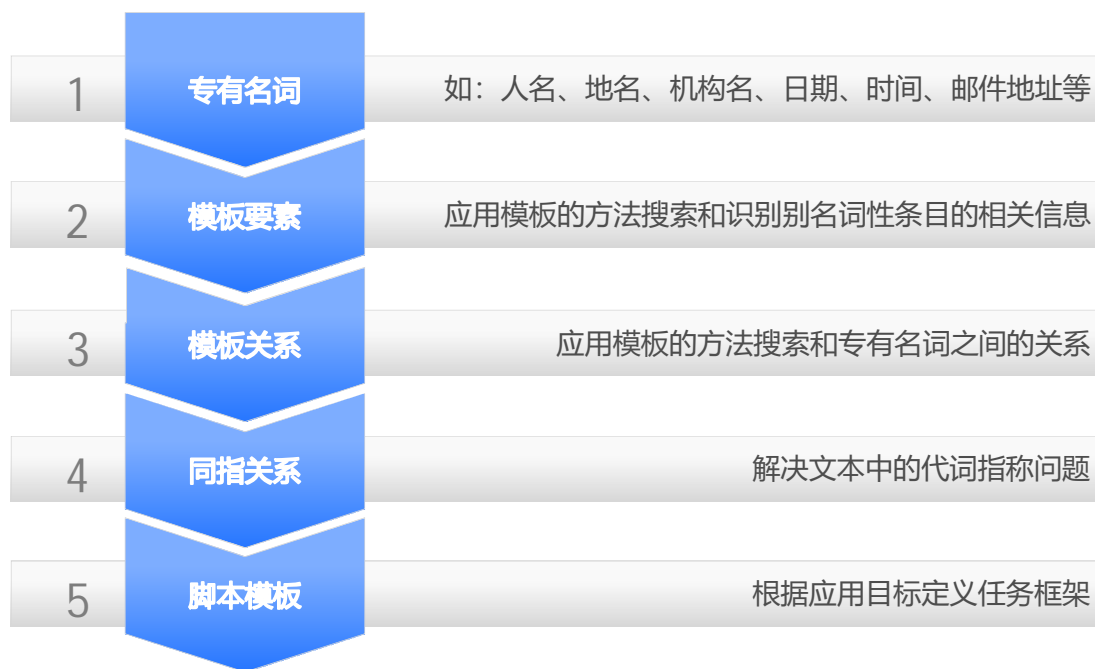 1 专有名词 如：人名、地名、机构名、日期、时间、邮件地址等
2 模板要素 应用模板的方法搜索和识别别名词性条目的相关信息
3 模板关系 应用模板的方法搜索和专有名词之间的关系
4 同指关系 解决文本中的代词指称问题
5 脚本模板 根据应用目标定义任务框架